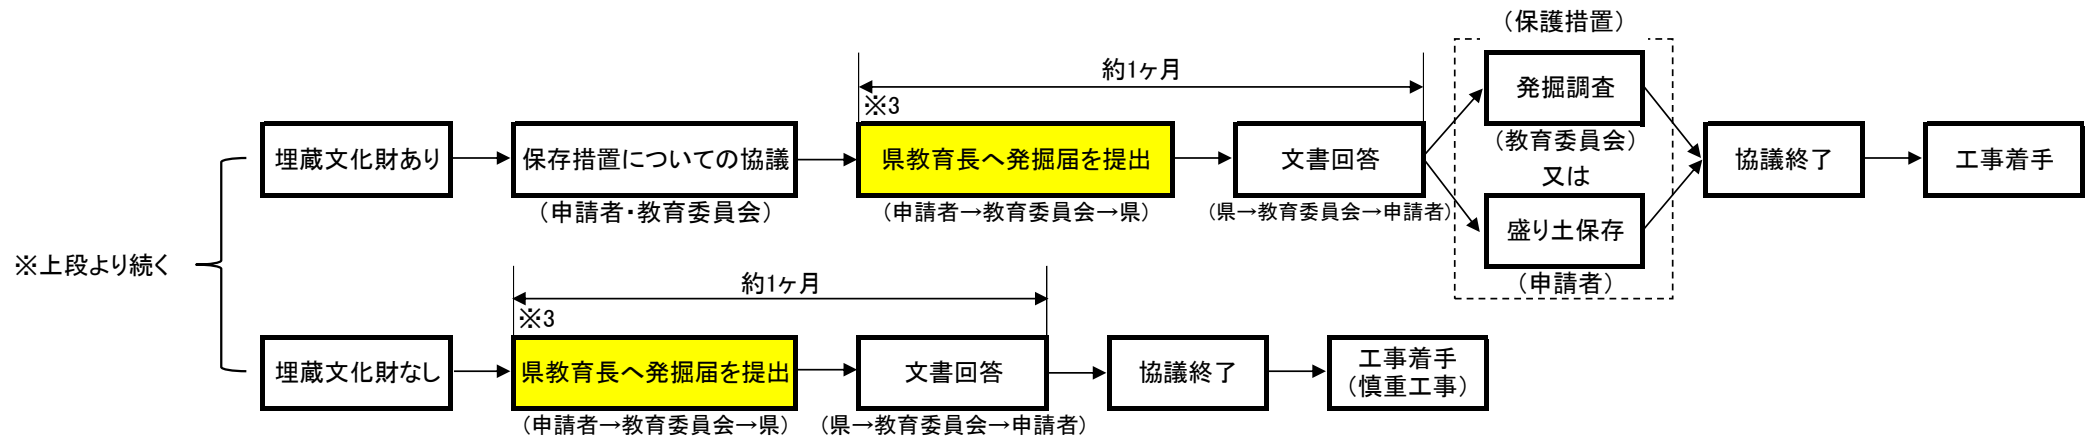 （保護措置）
約1ヶ月
※3
発掘調査
（教育委員会）
又は
盛り土保存
（申請者）
埋蔵文化財あり
保存措置についての協議
（申請者・教育委員会）
県教育長へ発掘届を提出
（申請者→教育委員会→県）
文書回答
（県→教育委員会→申請者）
協議終了
工事着手
※上段より続く
約1ヶ月
※3
埋蔵文化財なし
県教育長へ発掘届を提出
（申請者→教育委員会→県）
文書回答
（県→教育委員会→申請者）
協議終了
工事着手
（慎重工事）